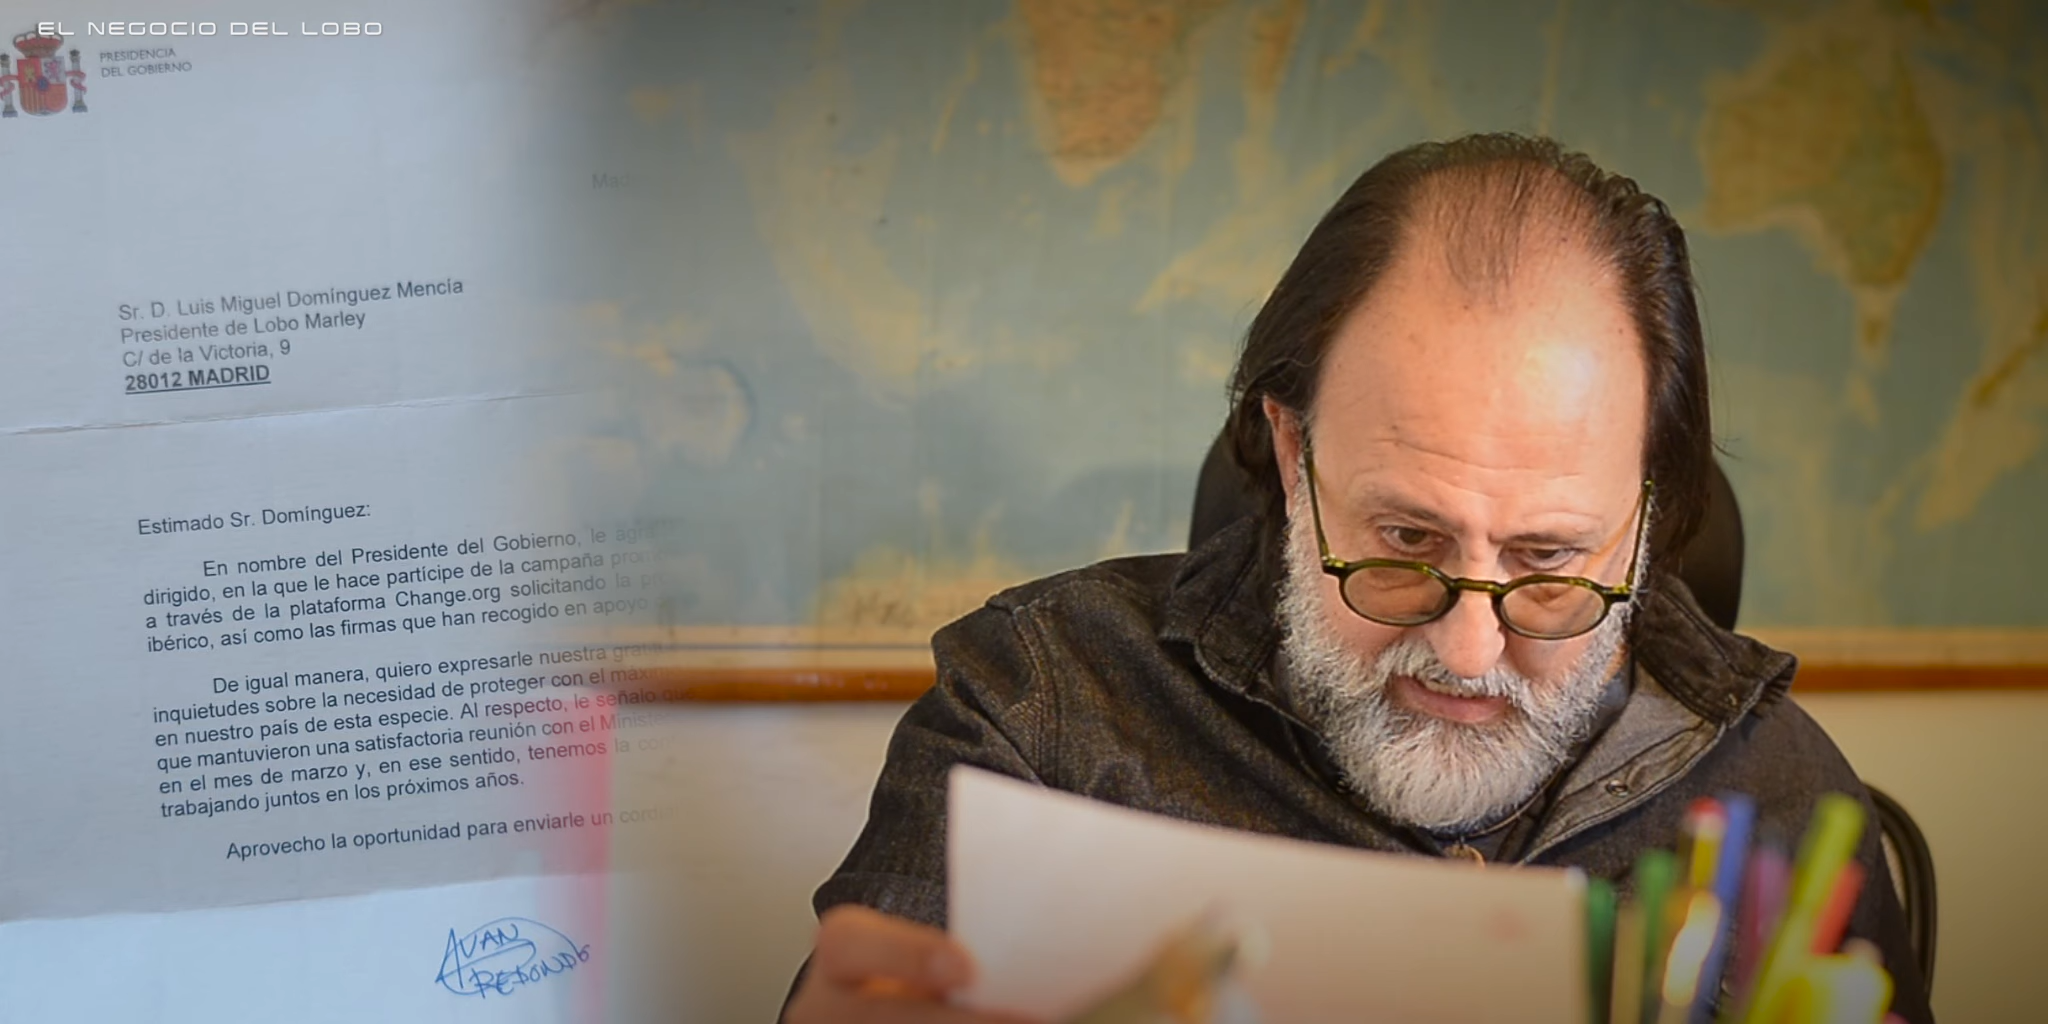 EL NEGOCIO DEL LOBO
PRESIDENCIA
DEL GOBIERNO
Sr. D. Luis Miguel Domínguez Mencía
Presidente de Lobo Marley
C/ de la Victoria, 9
28012 MADRID
Estimado Sr. Domínguez:
En nombre del Presidente del Gobierno, le
dirigido, en la que le hace partícipe de la campaña
a través de la plataforma Change.org solicitando la
ibérico, así como las firmas que han recogido en apoyo
De igual manera, quiero expresarle nuestra
inquietudes sobre la necesidad de proteger con el
en nuestro país de esta especie. Al respecto, le señalo que
que mantuvieron una satisfactoria reunión con el
en el mes de marzo y, en ese sentido, tenemos la
trabajando juntos en los próximos años.
Aprovecho la oportunidad para enviarle un
IVAN
REDONDO